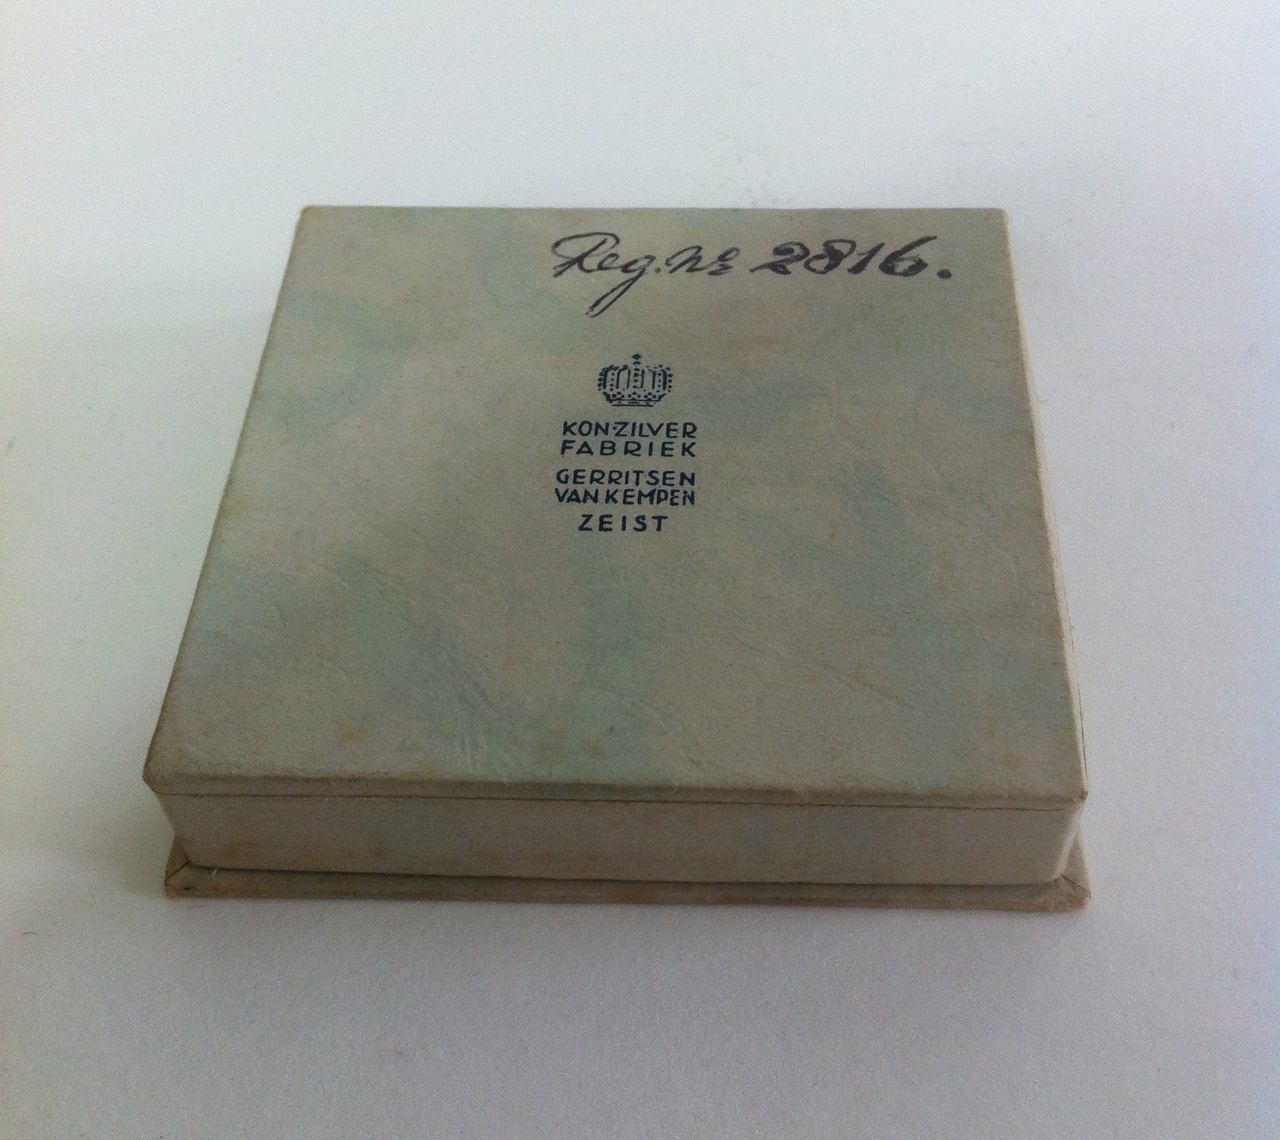 Reg. No 2816.
KON·ZILVER
FABRIEK
GERRITSEN
VAN KEMPEN
ZEIST